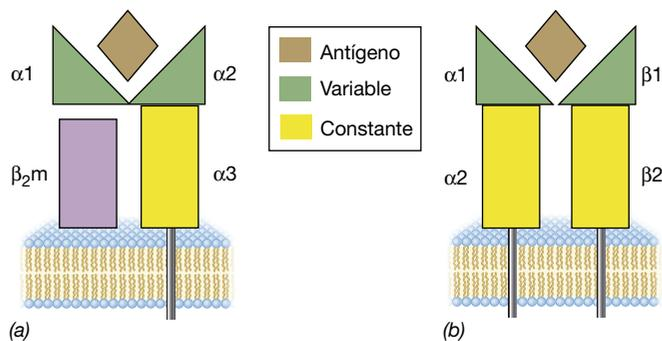 α1
α2
β₂m
α3
(a)
Antígeno
Variable
Constante
α1
β1
α2
β2
(b)